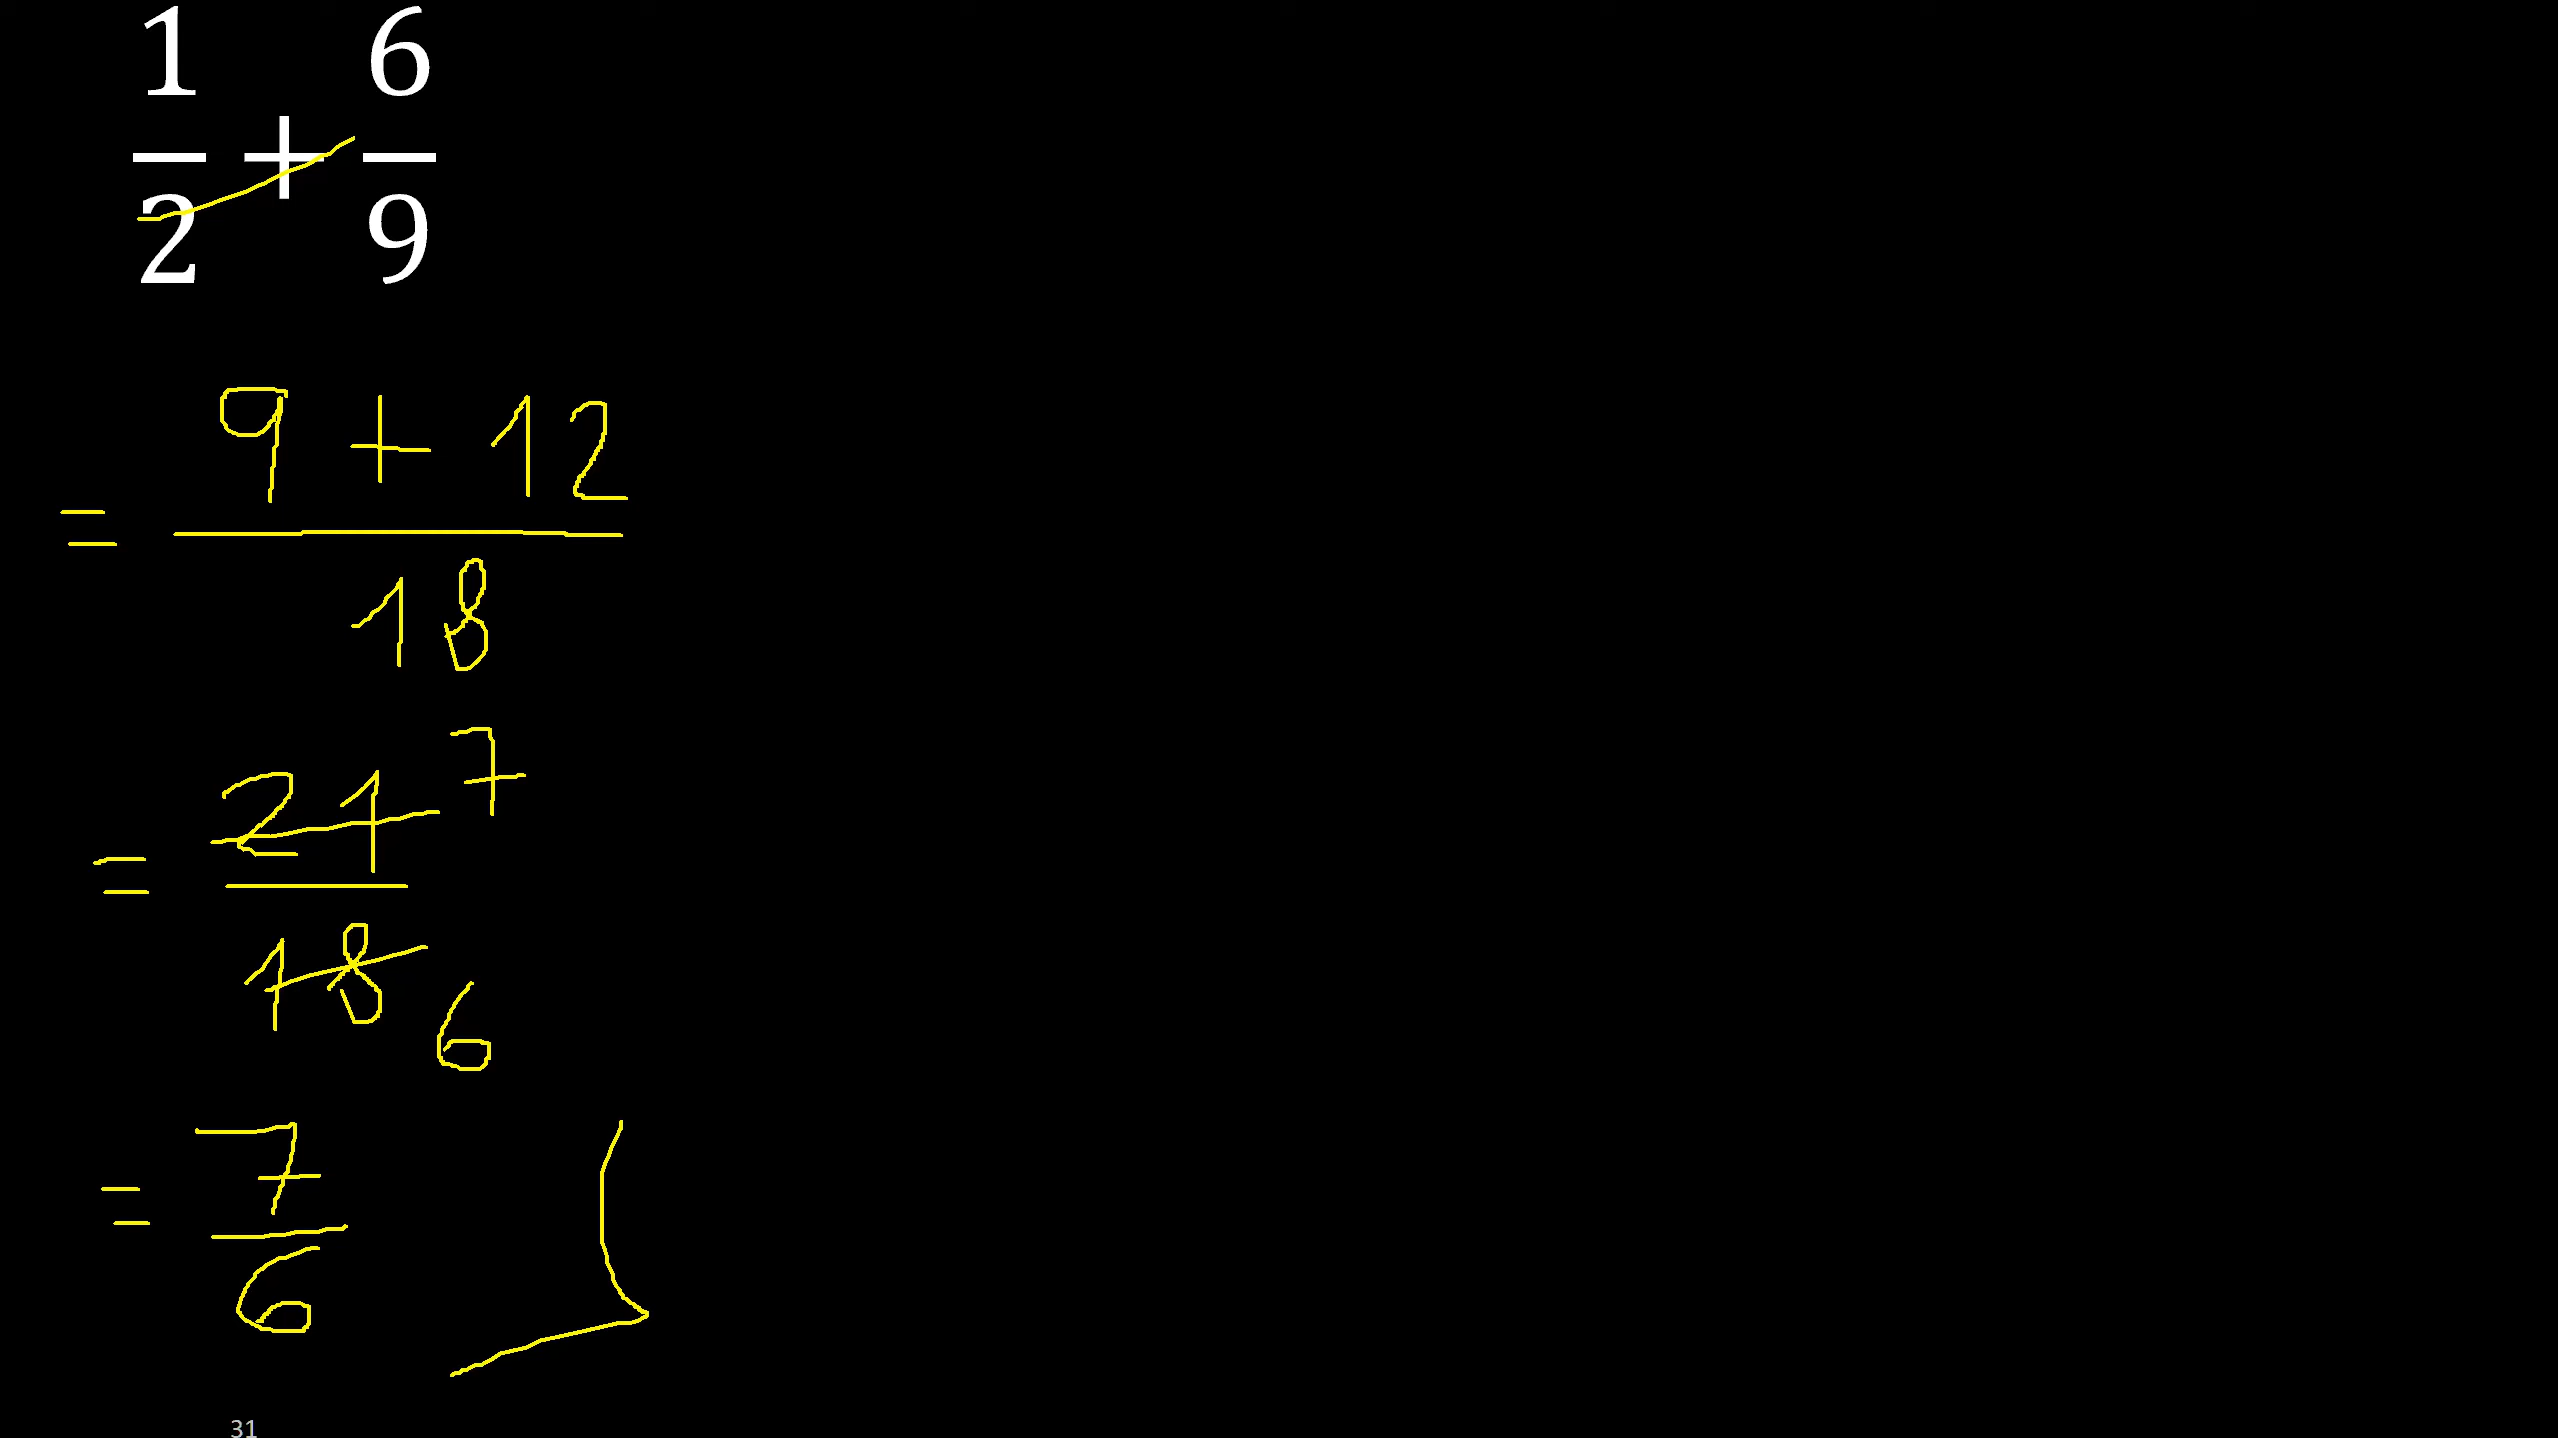 1/2 + 6/9
= (9 + 12)/18
= 21/18 7 6
= 7/6
31